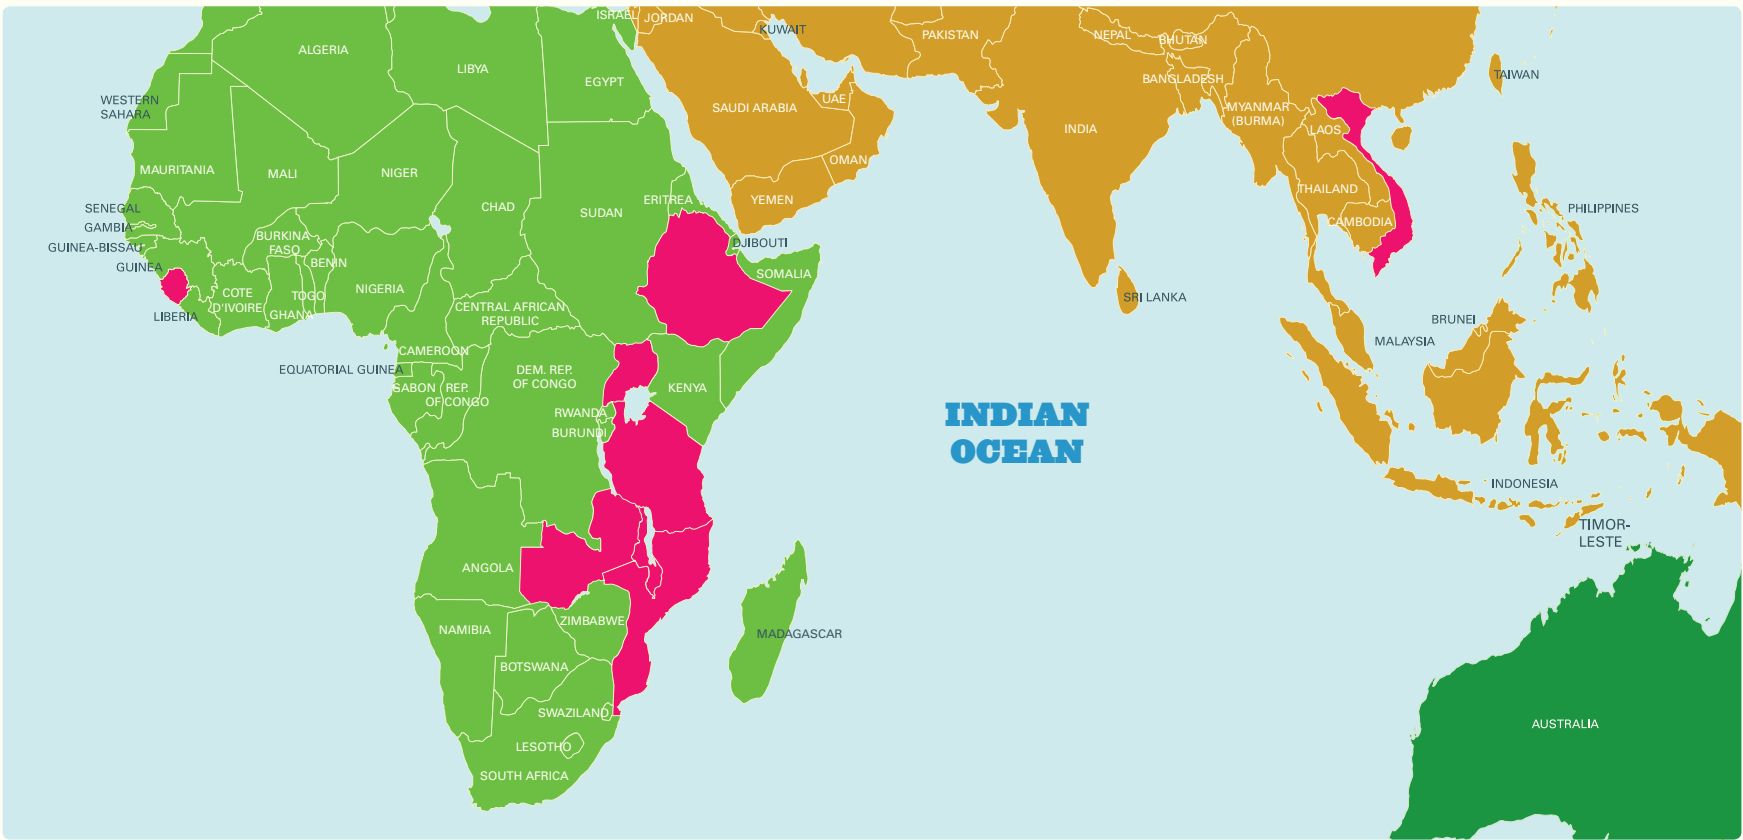 ISRAEL
JORDAN
KUWAIT
PAKISTAN
NEPAL
BHUTAN
ALGERIA
LIBYA
EGYPT
BANGLADESH
TAIWAN
WESTERN
SAHARA
SAUDI ARABIA
UAE
INDIA
MYANMAR
(BURMA)
LAOS
MAURITANIA
MALI
NIGER
OMAN
THAILAND
SENEGAL
CHAD
SUDAN
ERITREA
YEMEN
PHILIPPINES
GAMBIA
CAMBODIA
GUINEA-BISSAU
BURKINA
FASO
DJIBOUTI
GUINEA
BENIN
SOMALIA
COTE
D'IVOIRE
TOGO
NIGERIA
SRI LANKA
LIBERIA
GHANA
CENTRAL AFRICAN
REPUBLIC
BRUNEI
MALAYSIA
CAMEROON
EQUATORIAL GUINEA
DEM. REP.
OF CONGO
GABON
REP.
OF CONGO
KENYA
RWANDA
BURUNDI
INDIAN
OCEAN
INDONESIA
TIMOR-
LESTE
ANGOLA
NAMIBIA
ZIMBABWE
MADAGASCAR
BOTSWANA
SWAZILAND
AUSTRALIA
LESOTHO
SOUTH AFRICA